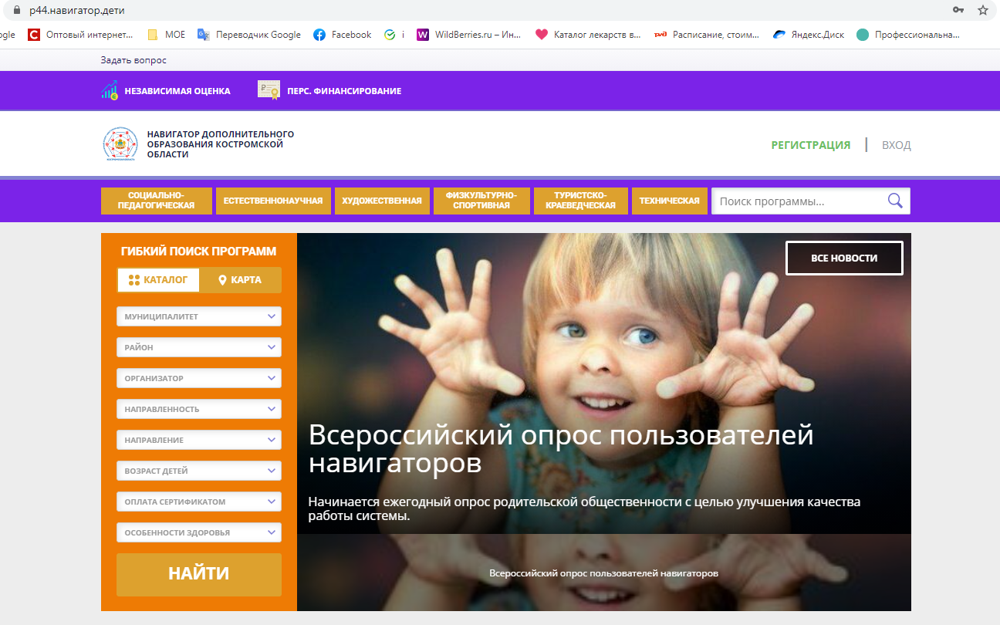 р44.навигатор.дети
ogle
Оптовый интернет...
МОЕ
Переводчик Google
Facebook
i
WildBerries.ru – Ин...
Каталог лекарств в...
Расписание, стоим...
Яндекс.Диск
Профессиональна...
Задать вопрос
НЕЗАВИСИМАЯ ОЦЕНКА
ПЕРС. ФИНАНСИРОВАНИЕ
НАВИГАТОР ДОПОЛНИТЕЛЬНОГО
ОБРАЗОВАНИЯ КОСТРОМСКОЙ
ОБЛАСТИ
РЕГИСТРАЦИЯ
ВХОД
СОЦИАЛЬНО-
ПЕДАГОГИЧЕСКАЯ
ЕСТЕСТВЕННОНАУЧНАЯ
ХУДОЖЕСТВЕННАЯ
ФИЗКУЛЬТУРНО-
СПОРТИВНАЯ
ТУРИСТСКО-
КРАЕВЕДЧЕСКАЯ
ТЕХНИЧЕСКАЯ
Поиск программы...
ГИБКИЙ ПОИСК ПРОГРАММ
КАТАЛОГ
КАРТА
МУНИЦИПАЛИТЕТ
РАЙОН
ОРГАНИЗАТОР
НАПРАВЛЕННОСТЬ
НАПРАВЛЕНИЕ
ВОЗРАСТ ДЕТЕЙ
ОПЛАТА СЕРТИФИКАТОМ
ОСОБЕННОСТИ ЗДОРОВЬЯ
НАЙТИ
ВСЕ НОВОСТИ
Всероссийский опрос пользователей
навигаторов
Начинается ежегодный опрос родительской общественности с целью улучшения качества
работы системы.
Всероссийский опрос пользователей навигаторов